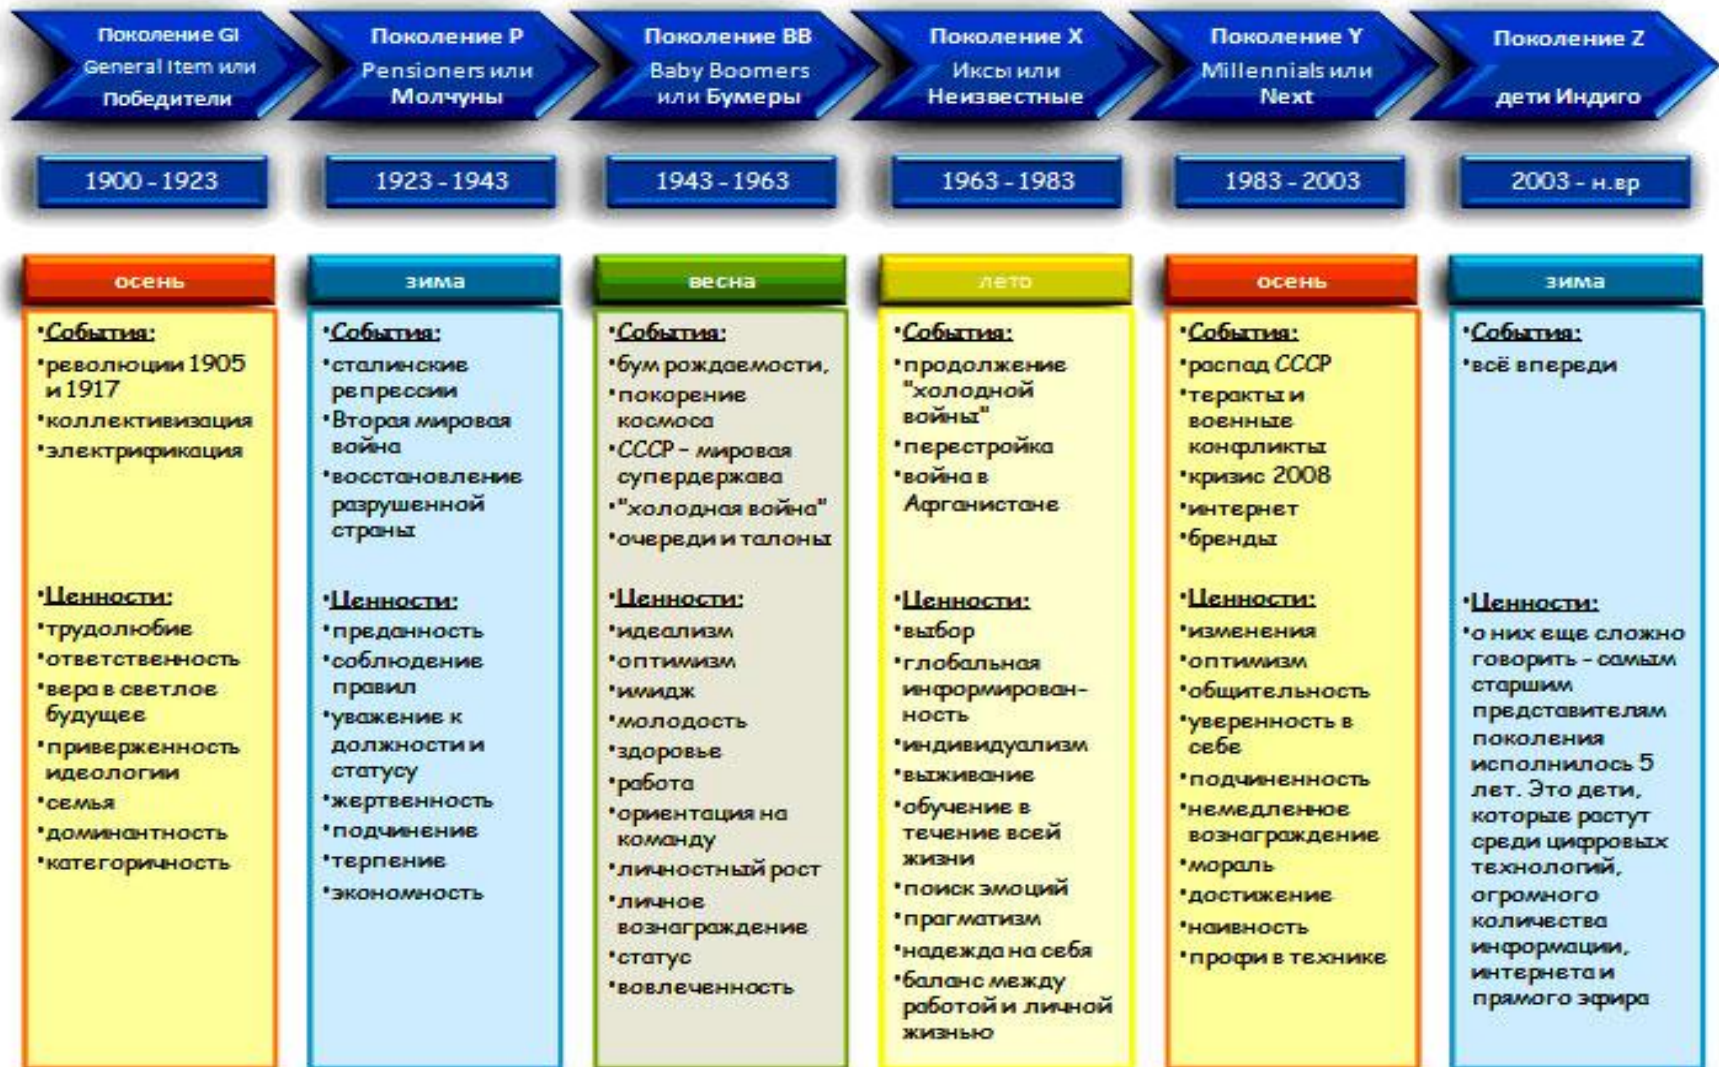 Поколение GI
General Item или
Победители
Поколение P
Pensioners или
Молчуны
Поколение BB
Baby Boomers
или Бумеры
Поколение X
Иксы или
Неизвестные
Поколение Y
Millennials или
Next
Поколение Z
дети Индиго
1900 - 1923
1923 - 1943
1943 - 1963
1963 - 1983
1983 - 2003
2003 - н.вр
осень
•События:
•революции 1905
и 1917
•коллективизация
•электрификация
•Ценности:
•трудолюбие
•ответственность
•вера в светлое
будущее
•приверженность
идеологии
•семья
•доминантность
•категоричность
зима
•События:
•сталинские
репрессии
•Вторая мировая
война
•восстановление
разрушенной
страны
•Ценности:
•преданность
•соблюдение
правил
•уважение к
должности и
статусу
•жертвенность
•подчинение
•терпение
•экономность
весна
•События:
•бум рождаемости,
•покорение
космоса
•СССР - мировая
супердержава
•"холодная война"
•очереди и талоны
•Ценности:
•идеализм
•оптимизм
•имидж
•молодость
•здоровье
•работа
•ориентация на
команду
•личностный рост
•личное
вознаграждение
•статус
•вовлеченность
лето
•События:
•продолжение
"холодной
войны"
•перестройка
•война в
Афганистане
•Ценности:
•выбор
•глобальная
информирован-
ность
•индивидуализм
•выживание
•обучение в
течение всей
жизни
•поиск эмоций
•прагматизм
•надежда на себя
•баланс между
работой и личной
жизнью
осень
•События:
•распад СССР
•теракты и
военные
конфликты
•кризис 2008
•интернет
•бренды
•Ценности:
•изменения
•оптимизм
•общительность
•уверенность в
себе
•подчиненность
•немедленное
вознаграждение
•мораль
•достижение
•наивность
•профи в технике
зима
•События:
•всё впереди
•Ценности:
•о них еще сложно
говорить - самым
старшим
представителям
поколения
исполнилось 5
лет. Это дети,
которые растут
среди цифровых
технологий,
огромного
количества
информации,
интернета и
прямого эфира